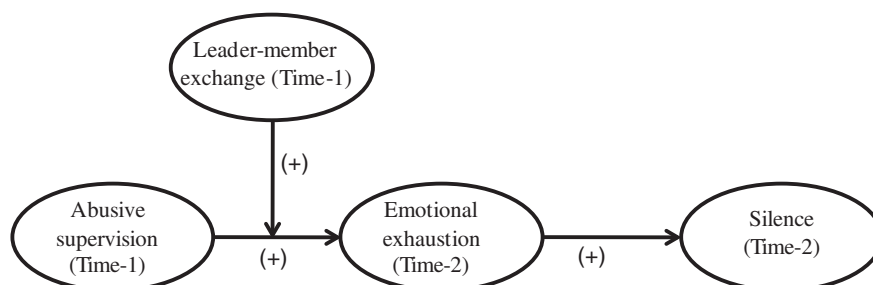 Leader-member
exchange (Time-1)
(+)
Abusive
supervision
(Time-1)
(+)
Emotional
exhaustion
(Time-2)
(+)
Silence
(Time-2)